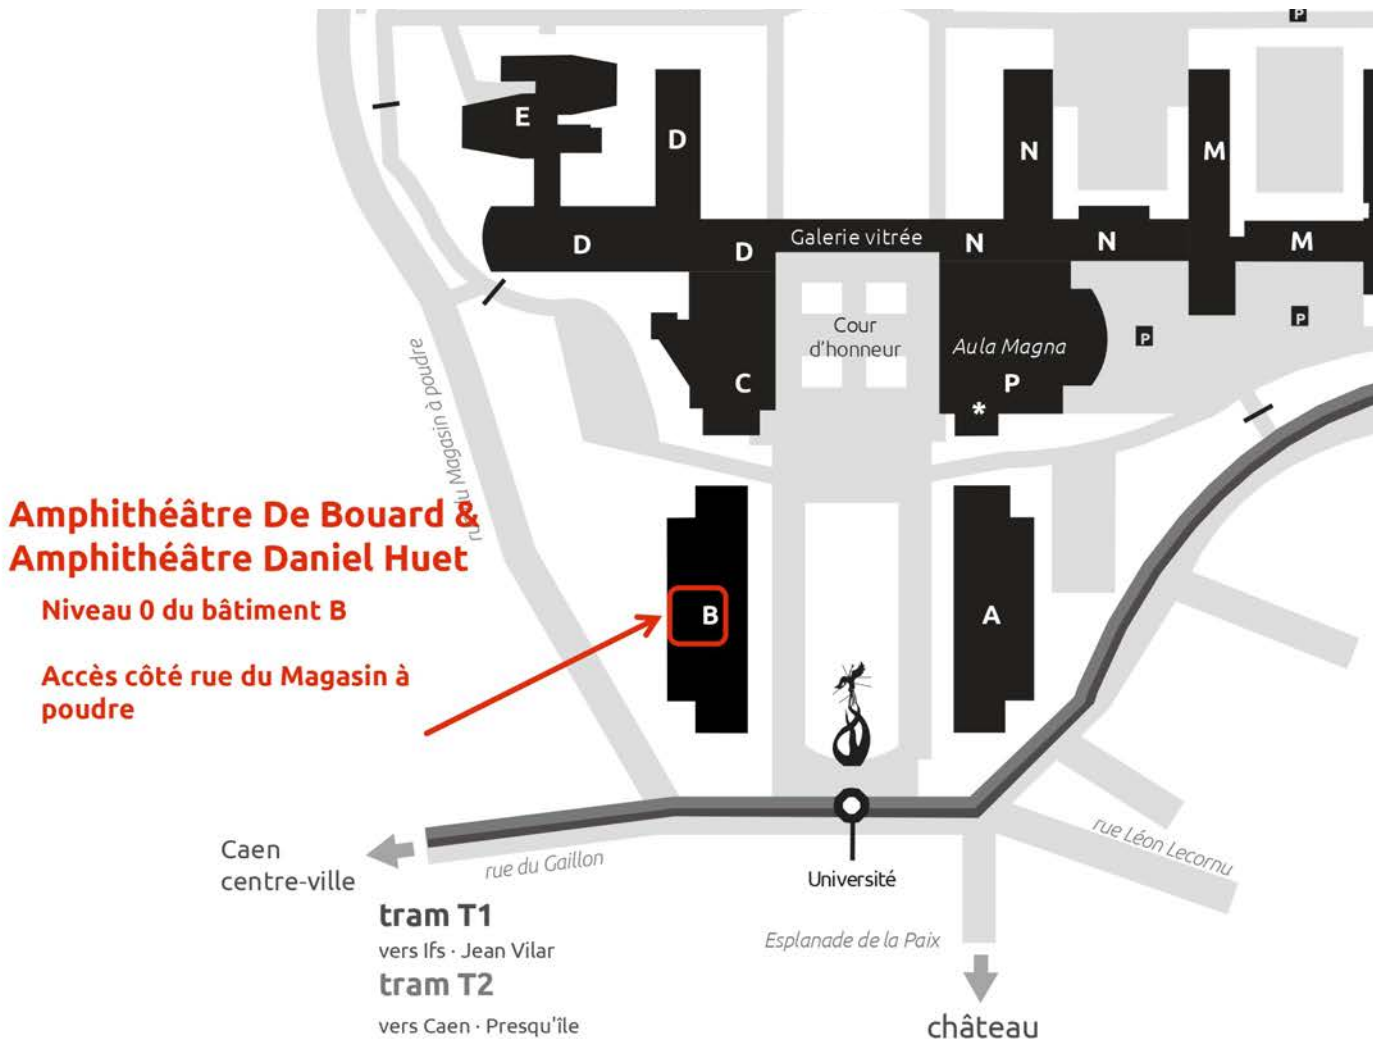 P
E
D
N
M
D
D
Galerie vitrée
N
N
M
Cour
d'honneur
Aula Magna
P
P
P
C
*
rue du Magasin à poudre
Amphithéâtre De Bouard &
Amphithéâtre Daniel Huet
Niveau 0 du bâtiment B
Accès côté rue du Magasin à
poudre
B
A
Caen
centre-ville
rue du Gaillon
Université
rue Léon Lecornu
tram T1
vers Ifs · Jean Vilar
tram T2
vers Caen · Presqu'île
Esplanade de la Paix
château